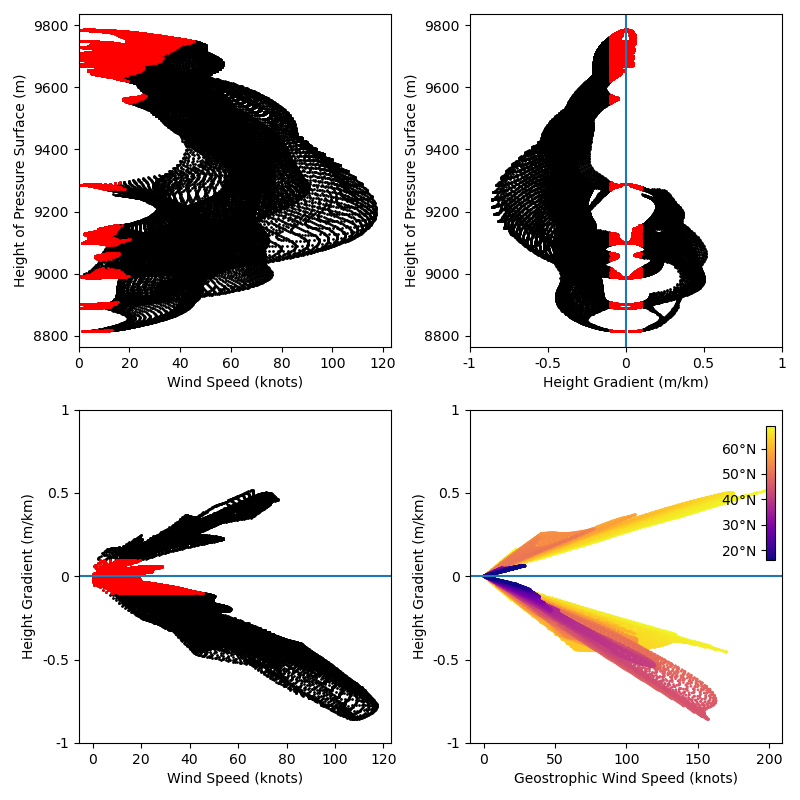 9800
9600
9400
9200
9000
8800
Height of Pressure Surface (m)
0 20 40 60 80 100 120
Wind Speed (knots)
9800
9600
9400
9200
9000
8800
Height of Pressure Surface (m)
-1 -0.5 0 0.5 1
Height Gradient (m/km)
1
0.5
0
-0.5
-1
Height Gradient (m/km)
0 20 40 60 80 100 120
Wind Speed (knots)
1
0.5
0
-0.5
-1
Height Gradient (m/km)
60°N
50°N
40°N
30°N
20°N
0 50 100 150 200
Geostrophic Wind Speed (knots)